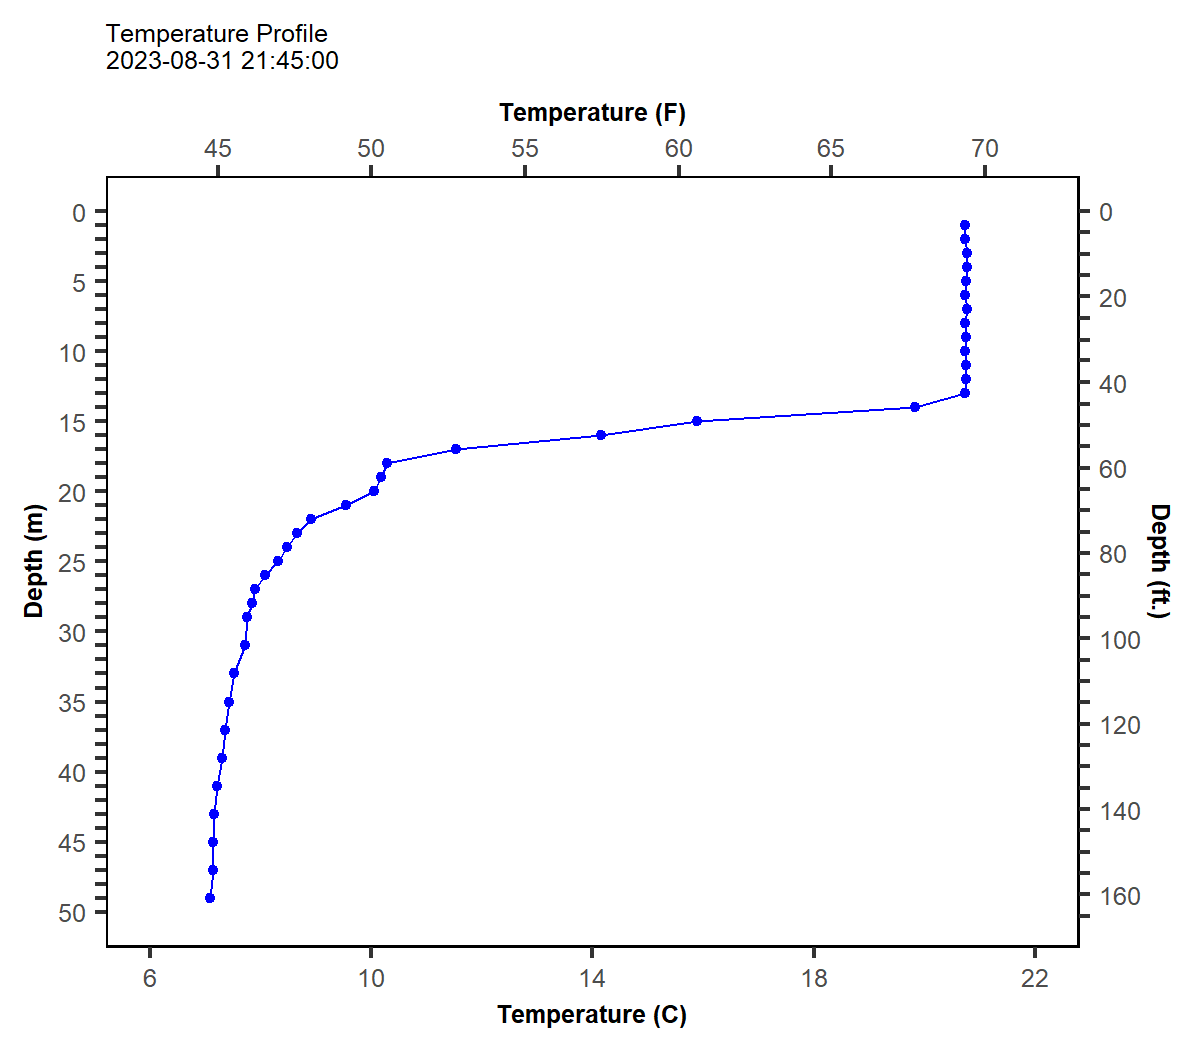 Temperature Profile
2023-08-31 21:45:00
Temperature (F)
45 50 55 60 65 70
0 0
5
20
10
40
15
60
20
Depth (m)
Depth (ft.)
25 80
30 100
35
120
40
140
45
160
50
6 10 14 18 22
Temperature (C)